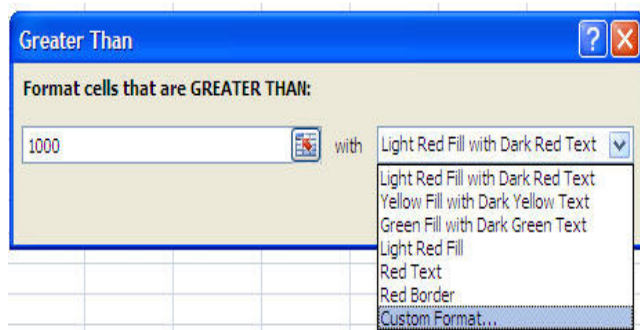 Greater Than
Format cells that are GREATER THAN:
1000 with Light Red Fill with Dark Red Text
Light Red Fill with Dark Red Text
Yellow Fill with Dark Yellow Text
Green Fill with Dark Green Text
Light Red Fill
Red Text
Red Border
Custom Format...